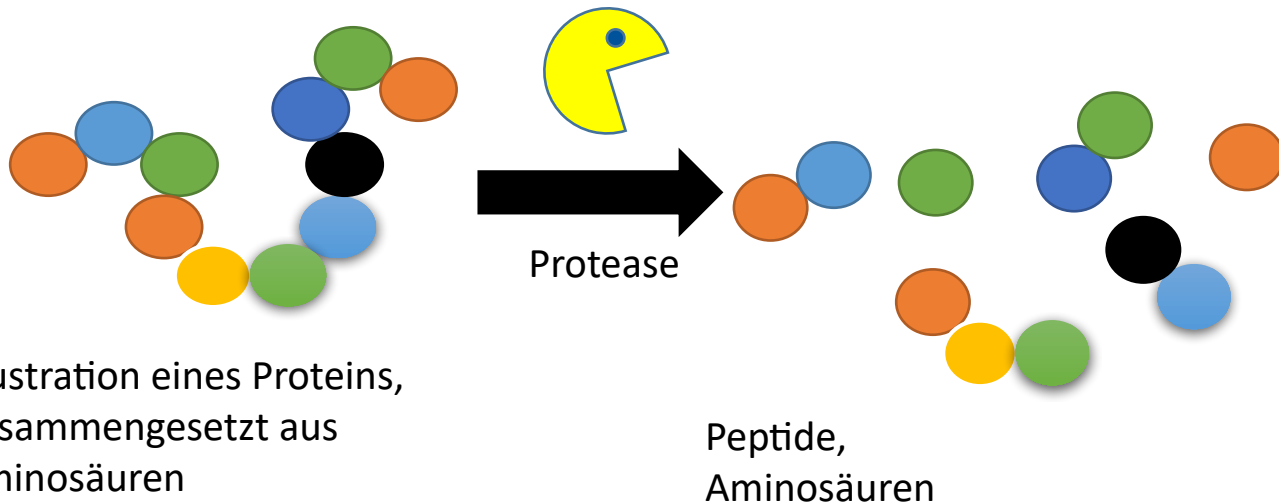 Protease
ustration eines Proteins,
sammengesetzt aus
minosäuren
Peptide,
Aminosäuren